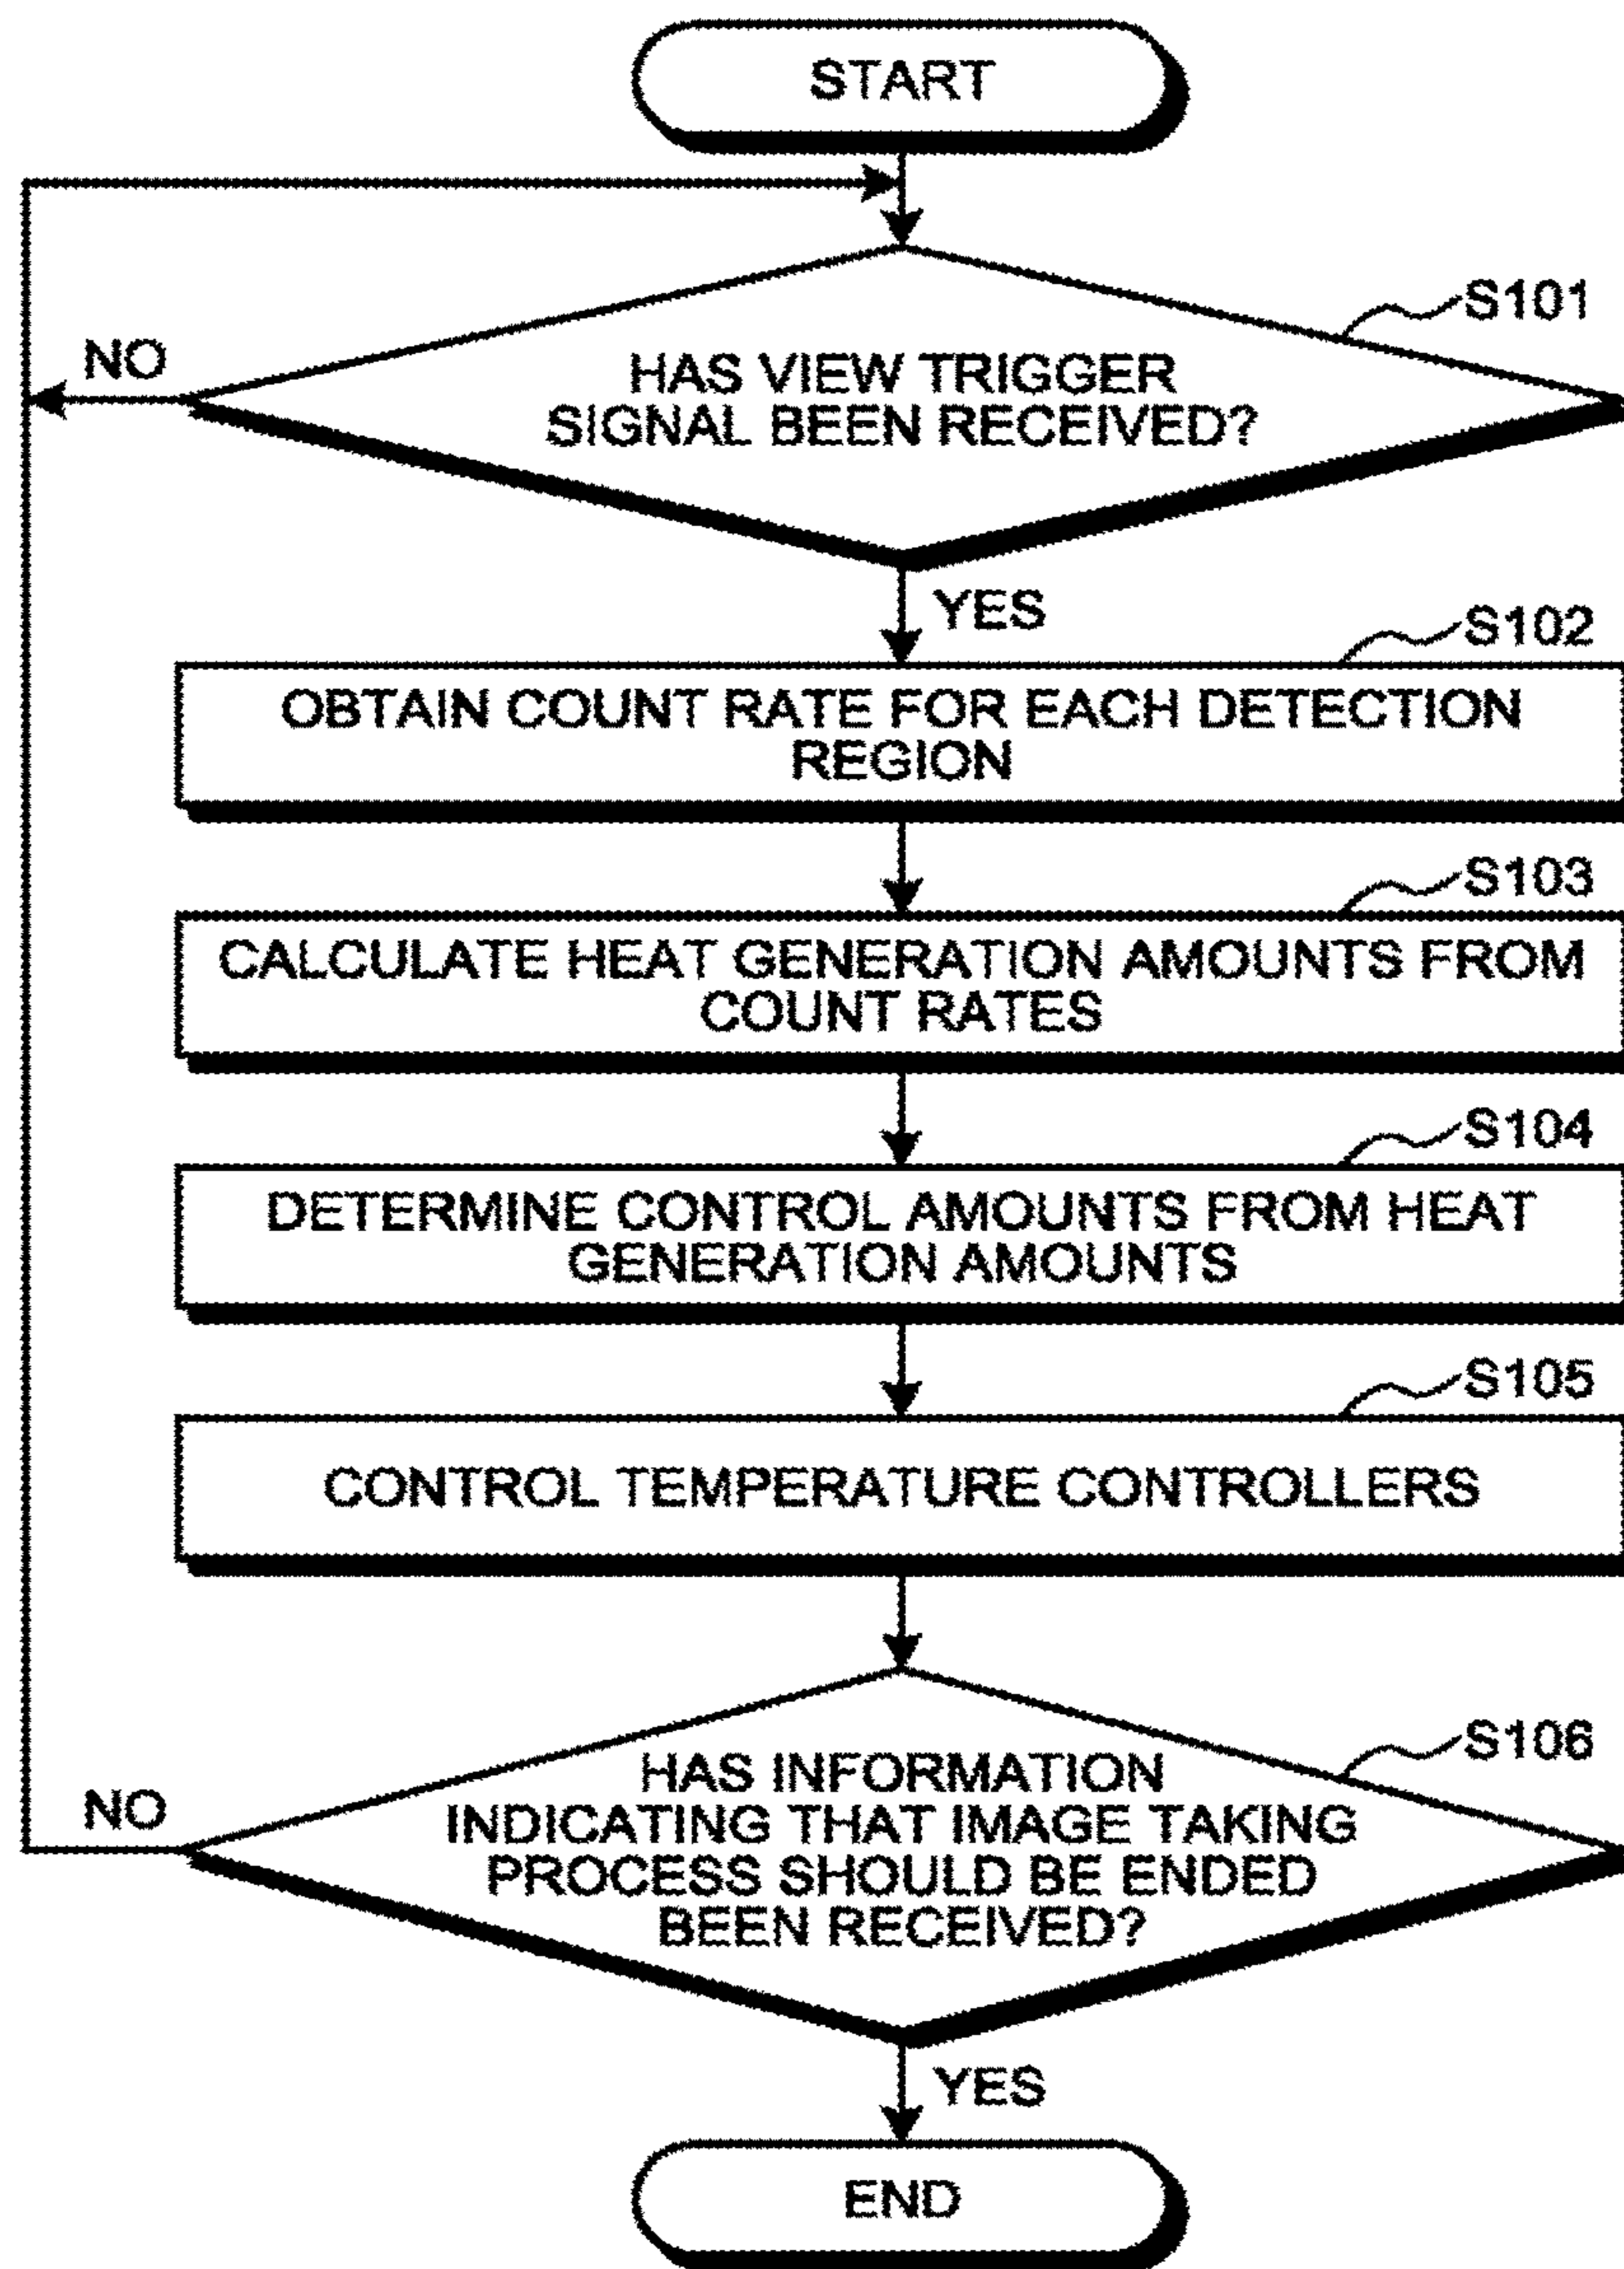 START
S101
NO
HAS VIEW TRIGGER
SIGNAL BEEN RECEIVED?
YES
S102
OBTAIN COUNT RATE FOR EACH DETECTION
REGION
S103
CALCULATE HEAT GENERATION AMOUNTS FROM
COUNT RATES
S104
DETERMINE CONTROL AMOUNTS FROM HEAT
GENERATION AMOUNTS
S105
CONTROL TEMPERATURE CONTROLLERS
S106
NO
HAS INFORMATION
INDICATING THAT IMAGE TAKING
PROCESS SHOULD BE ENDED
BEEN RECEIVED?
YES
END